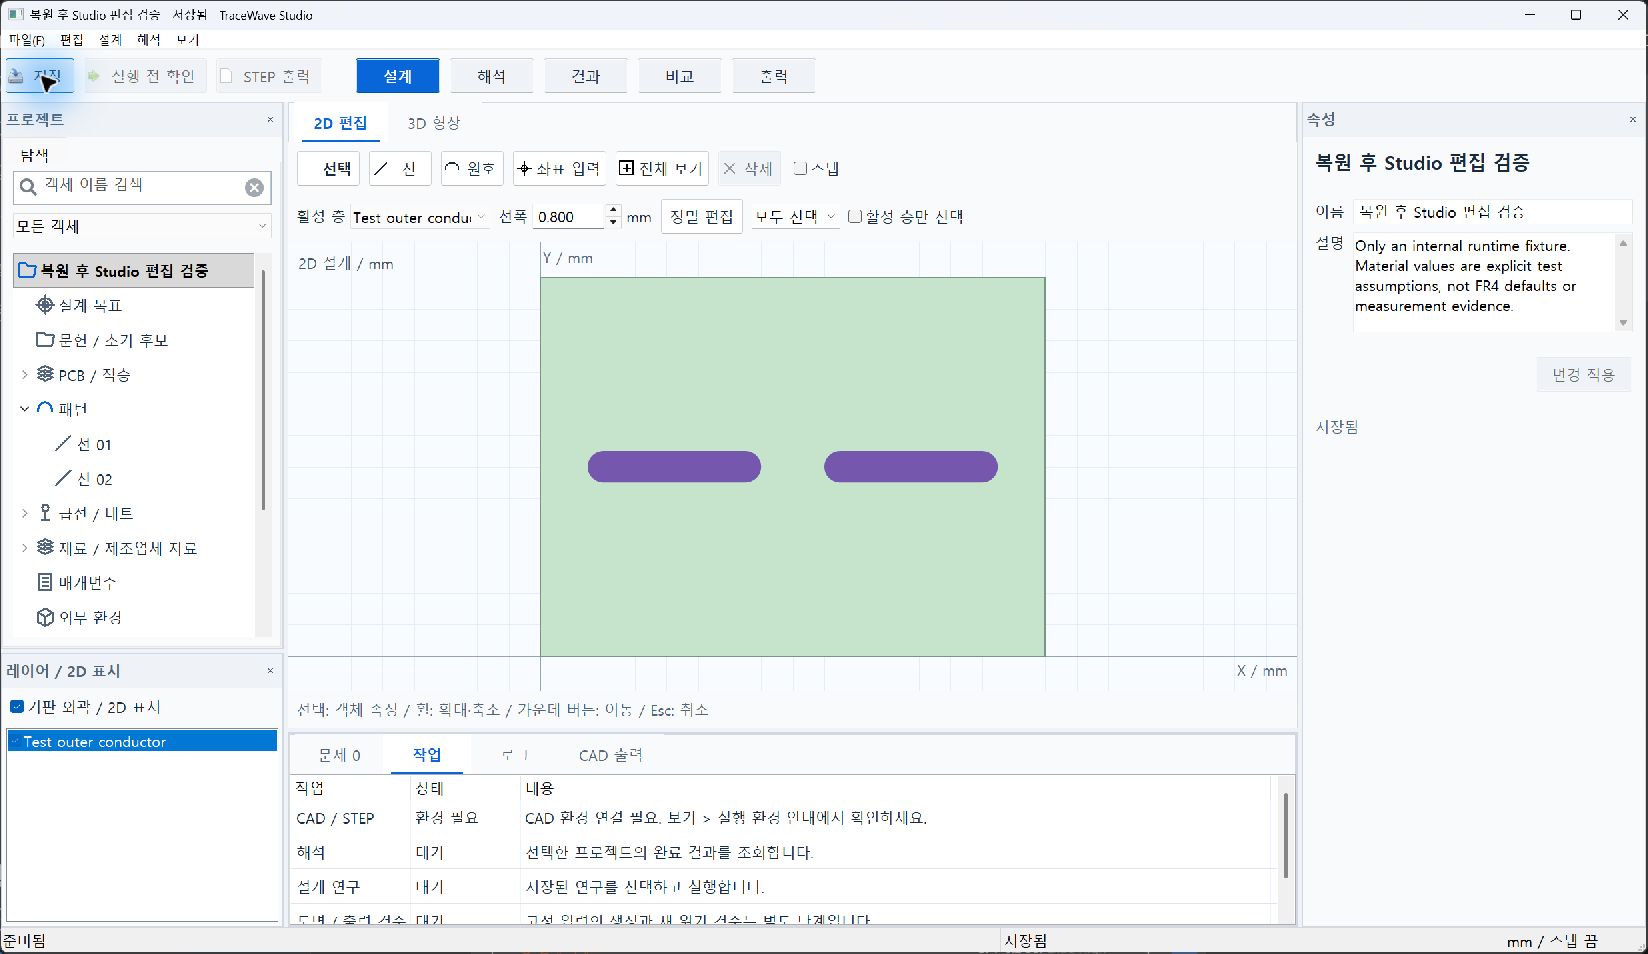 복원 후 Studio 편집 검증 - 저장됨 - TraceWave Studio
파일(F) 편집 설계 해석 보기
저장 실행 전 확인 STEP 출력 설계 해석 결과 비교 출력
프로젝트
탐색
객체 이름 검색
모든 객체
복원 후 Studio 편집 검증
설계 목표
문헌 / 초기 후보
PCB / 적층
패턴
선 01
선 02
급전 / 네트
재료 / 제조업체 자료
매개변수
외부 환경
레이어 / 2D 표시
기판 외곽 / 2D 표시
Test outer conductor
2D 편집 3D 형상
선택 선 원호 좌표 입력 전체 보기 삭제 스냅
활성 층 Test outer condu 선폭 0.800 mm 정밀 편집 모두 선택 활성 층만 선택
2D 설계 / mm
Y / mm
X / mm
선택: 객체 속성 / 휠: 확대·축소 / 가운데 버튼: 이동 / Esc: 취소
문제 0 작업 로그 CAD 출력
작업 상태 내용
CAD / STEP 환경 필요 CAD 환경 연결 필요. 보기 > 실행 환경 안내에서 확인하세요.
해석 대기 선택한 프로젝트의 완료 결과를 조회합니다.
설계 연구 대기 저장된 연구를 선택하고 실행합니다.
속성
복원 후 Studio 편집 검증
이름 복원 후 Studio 편집 검증
설명 Only an internal runtime fixture.
Material values are explicit test
assumptions, not FR4 defaults or
measurement evidence.
변경 적용
저장됨
준비됨 저장됨 mm / 스냅 끔